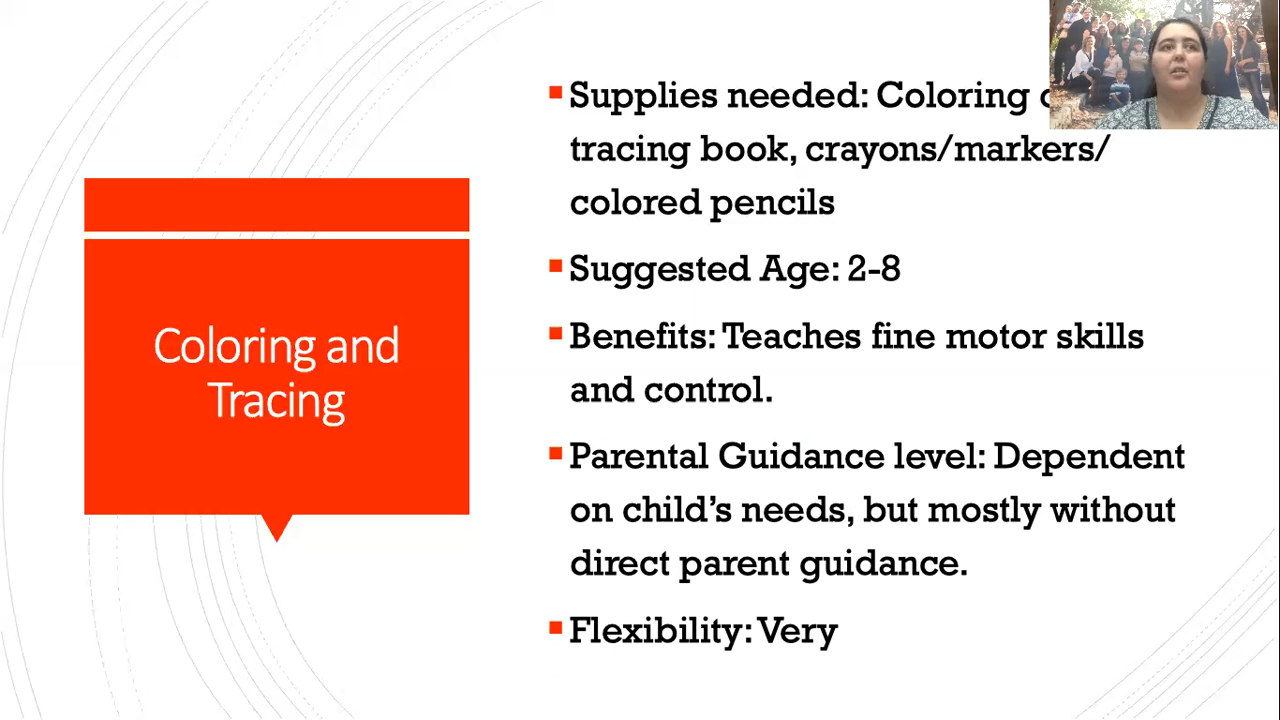 Coloring and
Tracing
Supplies needed: Coloring
tracing book, crayons/markers/
colored pencils
Suggested Age: 2-8
Benefits: Teaches fine motor skills
and control.
Parental Guidance level: Dependent
on child’s needs, but mostly without
direct parent guidance.
Flexibility: Very